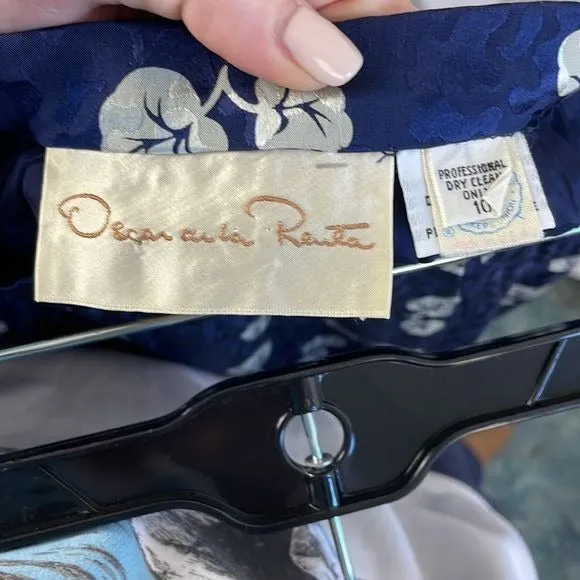 Oscar de la Renta
PROFESSIONAL
DRY CLEAN
ONLY
10